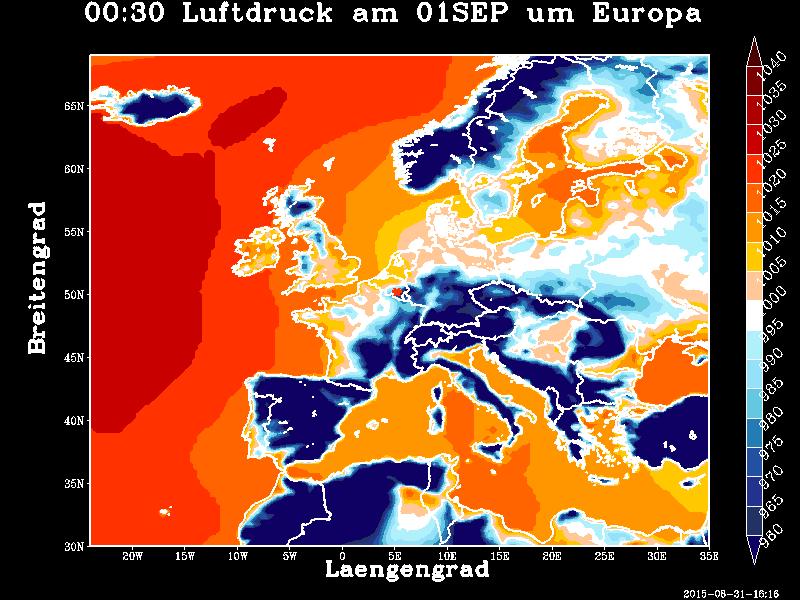 00:30 Luftdruck am 01SEP um Europa
1040
1035
1030
1025
1020
1015
1010
1005
1000
995
990
985
980
975
970
965
960
65N
60N
55N
50N
45N
40N
35N
30N
Breitengrad
20W 15W 10W 5W 0 5E 10E 15E 20E 25E 30E 35E
Laengengrad
2015-08-31-16:16